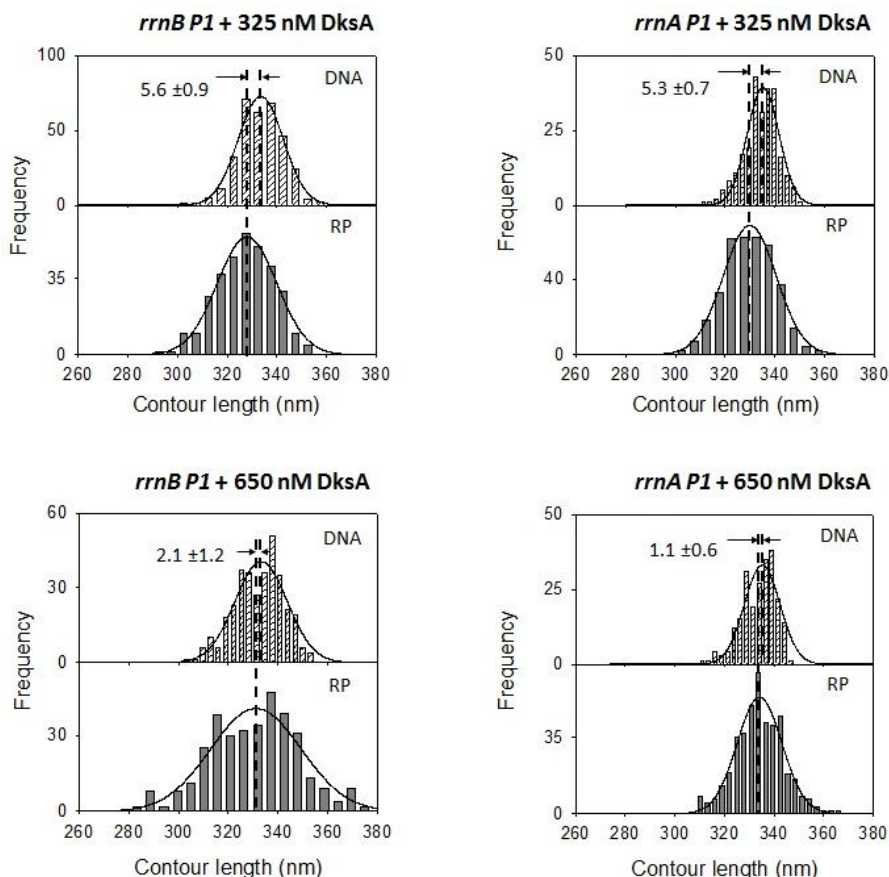 rrnB P1 + 325 nM DksA
100
50
0
DNA
5.6 ±0.9
35
0
RP
Frequency
260 280 300 320 340 360 380
Contour length (nm)
rrnA P1 + 325 nM DksA
50
25
0
DNA
5.3 ±0.7
40
0
RP
Frequency
260 280 300 320 340 360 380
Contour length (nm)
rrnB P1 + 650 nM DksA
60
30
0
DNA
2.1 ±1.2
30
0
RP
Frequency
260 280 300 320 340 360 380
Contour length (nm)
rrnA P1 + 650 nM DksA
50
25
0
DNA
1.1 ±0.6
35
0
RP
Frequency
260 280 300 320 340 360 380
Contour length (nm)